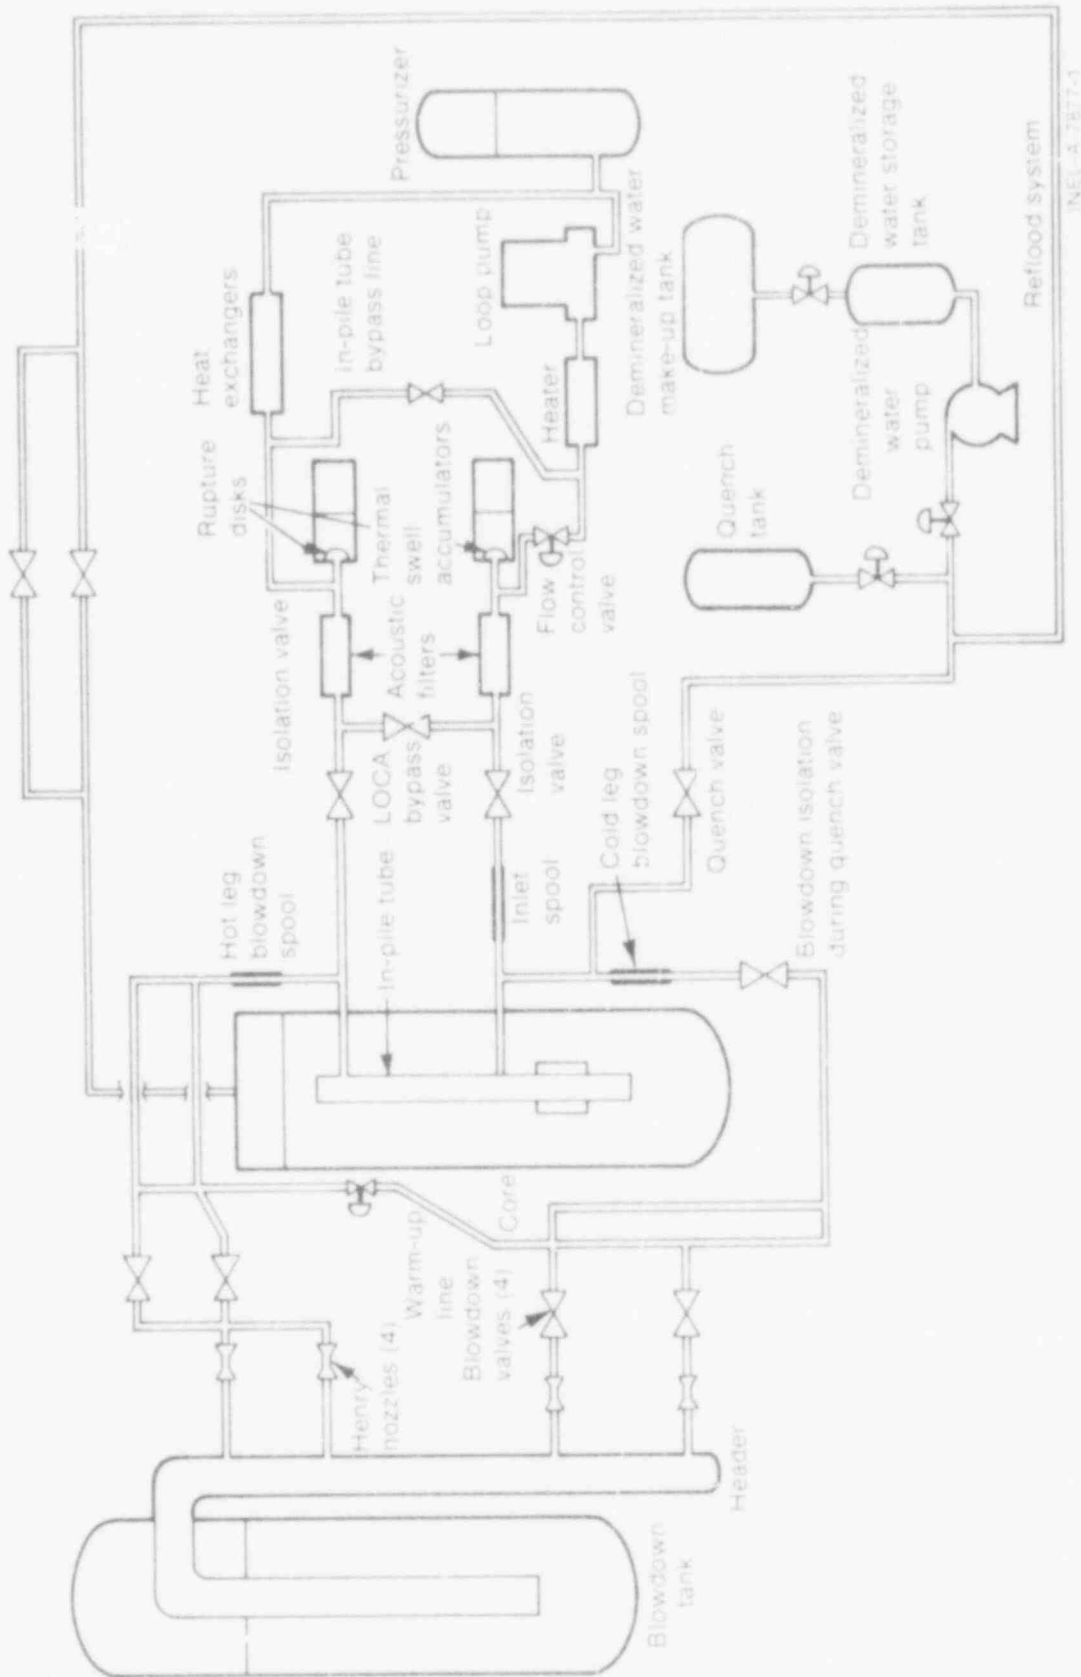 Pressurizer
Heat
exchangers
in-pile tube
bypass line
Loop pump
Rupture
disks
Thermal
swell
accumulators
Heater
Demineralized water
make-up tank
Demineralized
water storage
tank
Isolation valve
Acoustic
filters
Flow
control
valve
Quench
tank
Demineralized
water
pump
Reflood system
LOCA
bypass
valve
Isolation
valve
Hot leg
blowdown
spool
In-pile tube
Inlet
spool
Cold leg
blowdown spool
Quench valve
Blowdown isolation
during quench valve
Core
Warm-up
line
Blowdown
valves (4)
Henry
nozzles (4)
Header
Blowdown
tank
INEL-A-7877-1